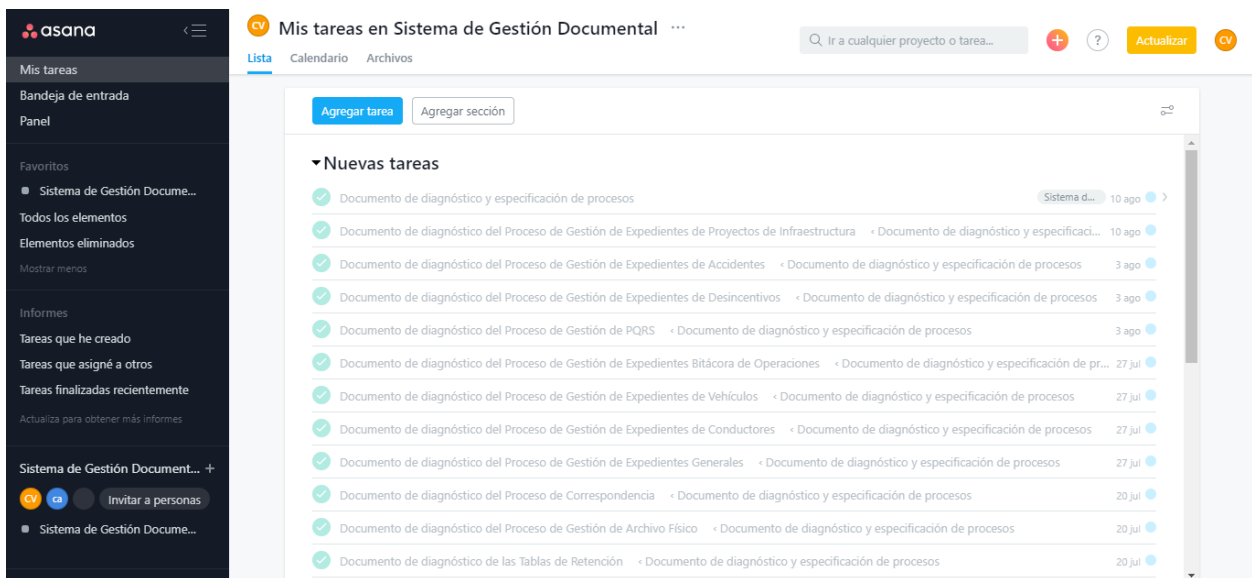 asana
Mis tareas
Bandeja de entrada
Panel
Favoritos
Sistema de Gestión Docume...
Todos los elementos
Elementos eliminados
Mostrar menos
Informes
Tareas que he creado
Tareas que asigné a otros
Tareas finalizadas recientemente
Actualiza para obtener más informes
Sistema de Gestión Document... +
CV ca Invitar a personas
Sistema de Gestión Docume...
CV Mis tareas en Sistema de Gestión Documental ...
Lista Calendario Archivos
Ir a cualquier proyecto o tarea... + ? Actualizar CV
Agregar tarea Agregar sección
Nuevas tareas
Documento de diagnóstico y especificación de procesos Sistema d... 10 ago
Documento de diagnóstico del Proceso de Gestión de Expedientes de Proyectos de Infraestructura ‹ Documento de diagnóstico y especificaci... 10 ago
Documento de diagnóstico del Proceso de Gestión de Expedientes de Accidentes ‹ Documento de diagnóstico y especificación de procesos 3 ago
Documento de diagnóstico del Proceso de Gestión de Expedientes de Desincentivos ‹ Documento de diagnóstico y especificación de procesos 3 ago
Documento de diagnóstico del Proceso de Gestión de PQRS ‹ Documento de diagnóstico y especificación de procesos 3 ago
Documento de diagnóstico del Proceso de Gestión de Expedientes Bitácora de Operaciones ‹ Documento de diagnóstico y especificación de pr... 27 jul
Documento de diagnóstico del Proceso de Gestión de Expedientes de Vehículos ‹ Documento de diagnóstico y especificación de procesos 27 jul
Documento de diagnóstico del Proceso de Gestión de Expedientes de Conductores ‹ Documento de diagnóstico y especificación de procesos 27 jul
Documento de diagnóstico del Proceso de Gestión de Expedientes Generales ‹ Documento de diagnóstico y especificación de procesos 27 jul
Documento de diagnóstico del Proceso de Correspondencia ‹ Documento de diagnóstico y especificación de procesos 20 jul
Documento de diagnóstico del Proceso de Gestión de Archivo Físico ‹ Documento de diagnóstico y especificación de procesos 20 jul
Documento de diagnóstico de las Tablas de Retención ‹ Documento de diagnóstico y especificación de procesos 20 jul